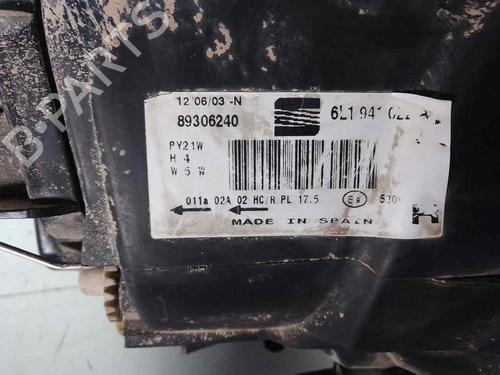 B-PARTS
12/06/03 -N
89306240
6L1 941 022 A
PY21W
H 4
W 5 W
011a 02A 02 HC/R PL 17.5
MADE IN SPAIN